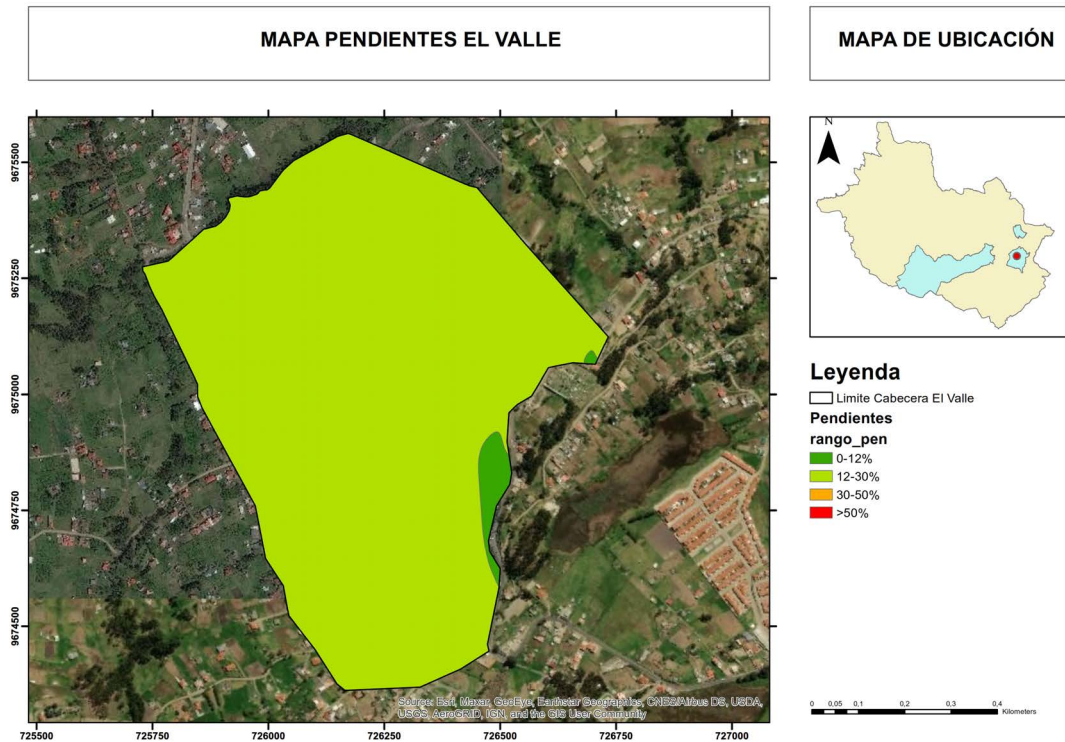 MAPA PENDIENTES EL VALLE
MAPA DE UBICACIÓN
9675500
9675250
9675000
9674750
9674500
725500 725750 726000 726250 726500 726750 727000
Source: Esri, Maxar, GeoEye, Earthstar Geographics, CNES/Airbus DS, USDA,
USGS, AeroGRID, IGN, and the GIS User Community
N
Leyenda
Limite Cabecera El Valle
Pendientes
rango_pen
0-12%
12-30%
30-50%
>50%
0 0,05 0,1 0,2 0,3 0,4
Kilometers